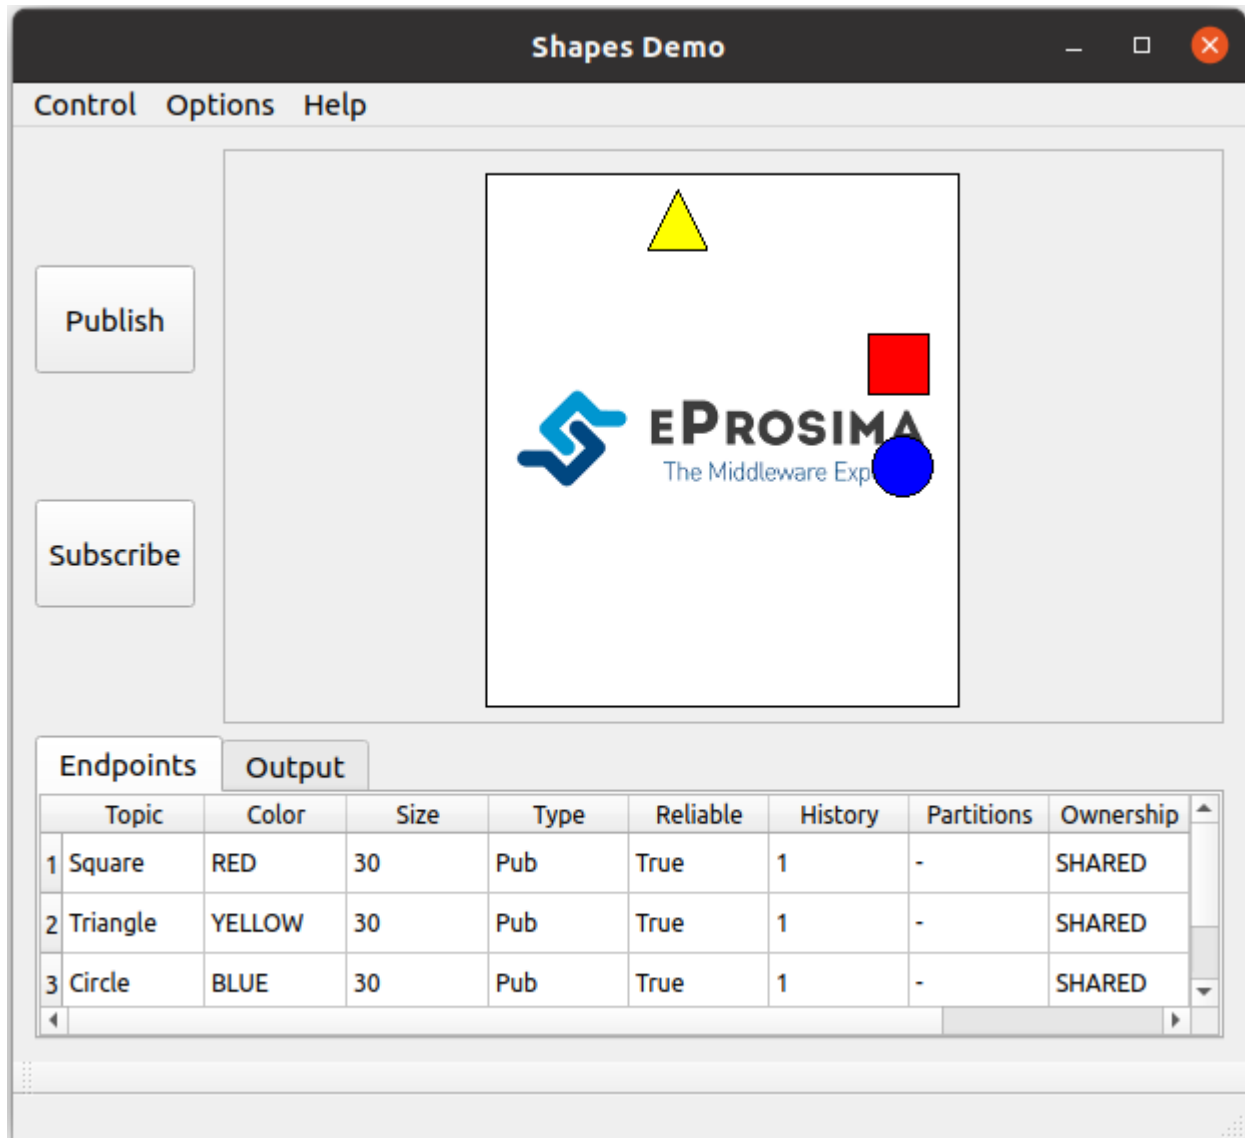 Shapes Demo
Control Options Help
Publish
Subscribe
EPROSIMA
The Middleware Exp
Endpoints Output
Topic Color Size Type Reliable History Partitions Ownership
1 Square RED 30 Pub True 1 - SHARED
2 Triangle YELLOW 30 Pub True 1 - SHARED
3 Circle BLUE 30 Pub True 1 - SHARED